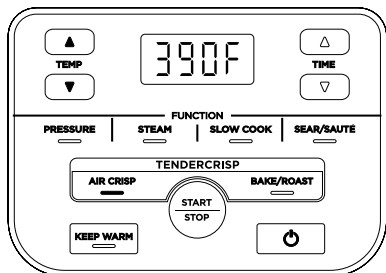 390F
TEMP
TIME
FUNCTION
PRESSURE STEAM SLOW COOK SEAR/SAUTÉ
TENDERCRISP
AIR CRISP BAKE/ROAST
START
STOP
KEEP WARM